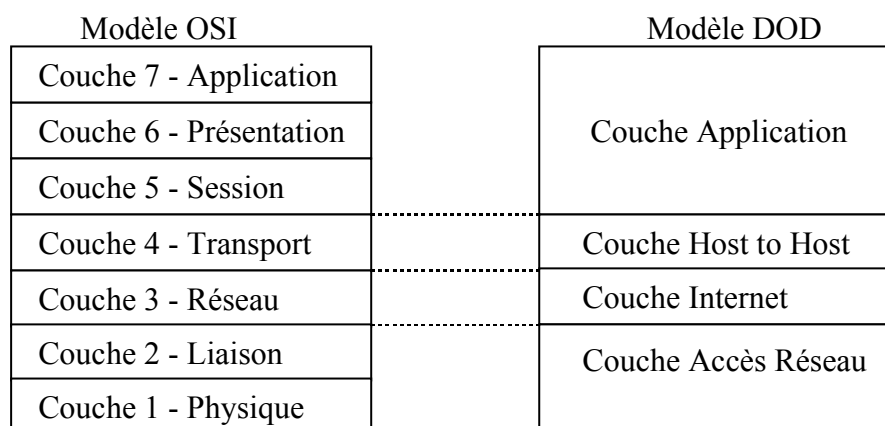 Modèle OSI
Couche 7 - Application
Couche 6 - Présentation
Couche 5 - Session
Couche 4 - Transport
Couche 3 - Réseau
Couche 2 - Liaison
Couche 1 - Physique
Modèle DOD
Couche Application
Couche Host to Host
Couche Internet
Couche Accès Réseau